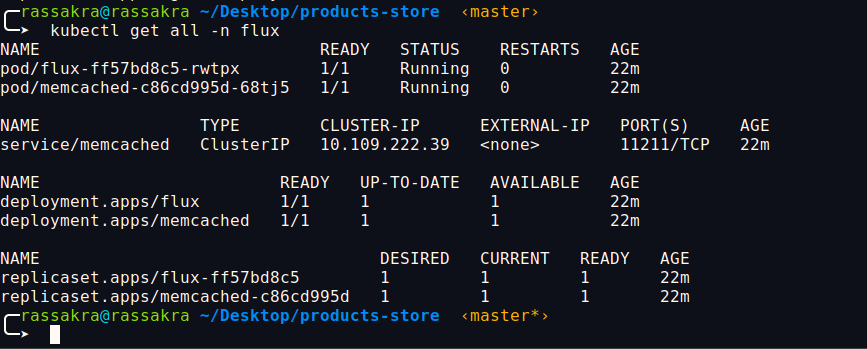 rassakra@rassakra ~/Desktop/products-store ‹master›
➤ kubectl get all -n flux
NAME READY STATUS RESTARTS AGE
pod/flux-ff57bd8c5-rwtpx 1/1 Running 0 22m
pod/memcached-c86cd995d-68tj5 1/1 Running 0 22m
NAME TYPE CLUSTER-IP EXTERNAL-IP PORT(S) AGE
service/memcached ClusterIP 10.109.222.39 <none> 11211/TCP 22m
NAME READY UP-TO-DATE AVAILABLE AGE
deployment.apps/flux 1/1 1 1 22m
deployment.apps/memcached 1/1 1 1 22m
NAME DESIRED CURRENT READY AGE
replicaset.apps/flux-ff57bd8c5 1 1 1 22m
replicaset.apps/memcached-c86cd995d 1 1 1 22m
rassakra@rassakra ~/Desktop/products-store ‹master*›
➤